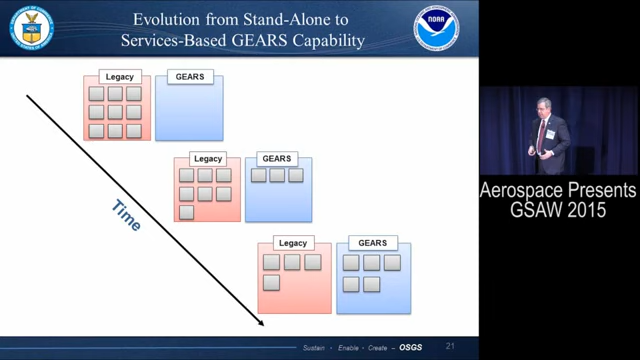 Evolution from Stand-Alone to
Services-Based GEARS Capability
NOAA
Legacy
GEARS
Legacy
GEARS
Legacy
GEARS
Time
Aerospace Presents
GSAW 2015
Sustain - Enable - Create – OSGS
21